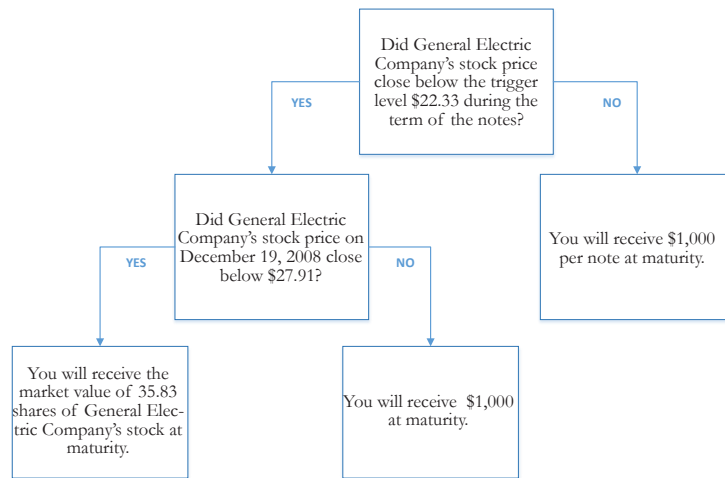 Did General Electric
Company's stock price
close below the trigger
level $22.33 during the
term of the notes?
YES
NO
Did General Electric
Company's stock price on
December 19, 2008 close
below $27.91?
You will receive $1,000
per note at maturity.
YES
NO
You will receive the
market value of 35.83
shares of General Elec-
tric Company's stock at
maturity.
You will receive $1,000
at maturity.